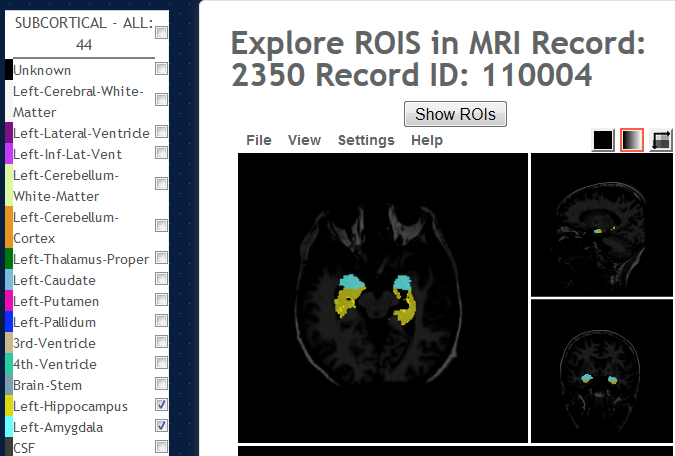 SUBCORTICAL - ALL:
44
Unknown
Left-Cerebral-White-
Matter
Left-Lateral-Ventricle
Left-Inf-Lat-Vent
Left-Cerebellum-
White-Matter
Left-Cerebellum-
Cortex
Left-Thalamus-Proper
Left-Caudate
Left-Putamen
Left-Pallidum
3rd-Ventricle
4th-Ventricle
Brain-Stem
Left-Hippocampus
Left-Amygdala
CSF
Explore ROIS in MRI Record:
2350 Record ID: 110004
Show ROIs
File View Settings Help